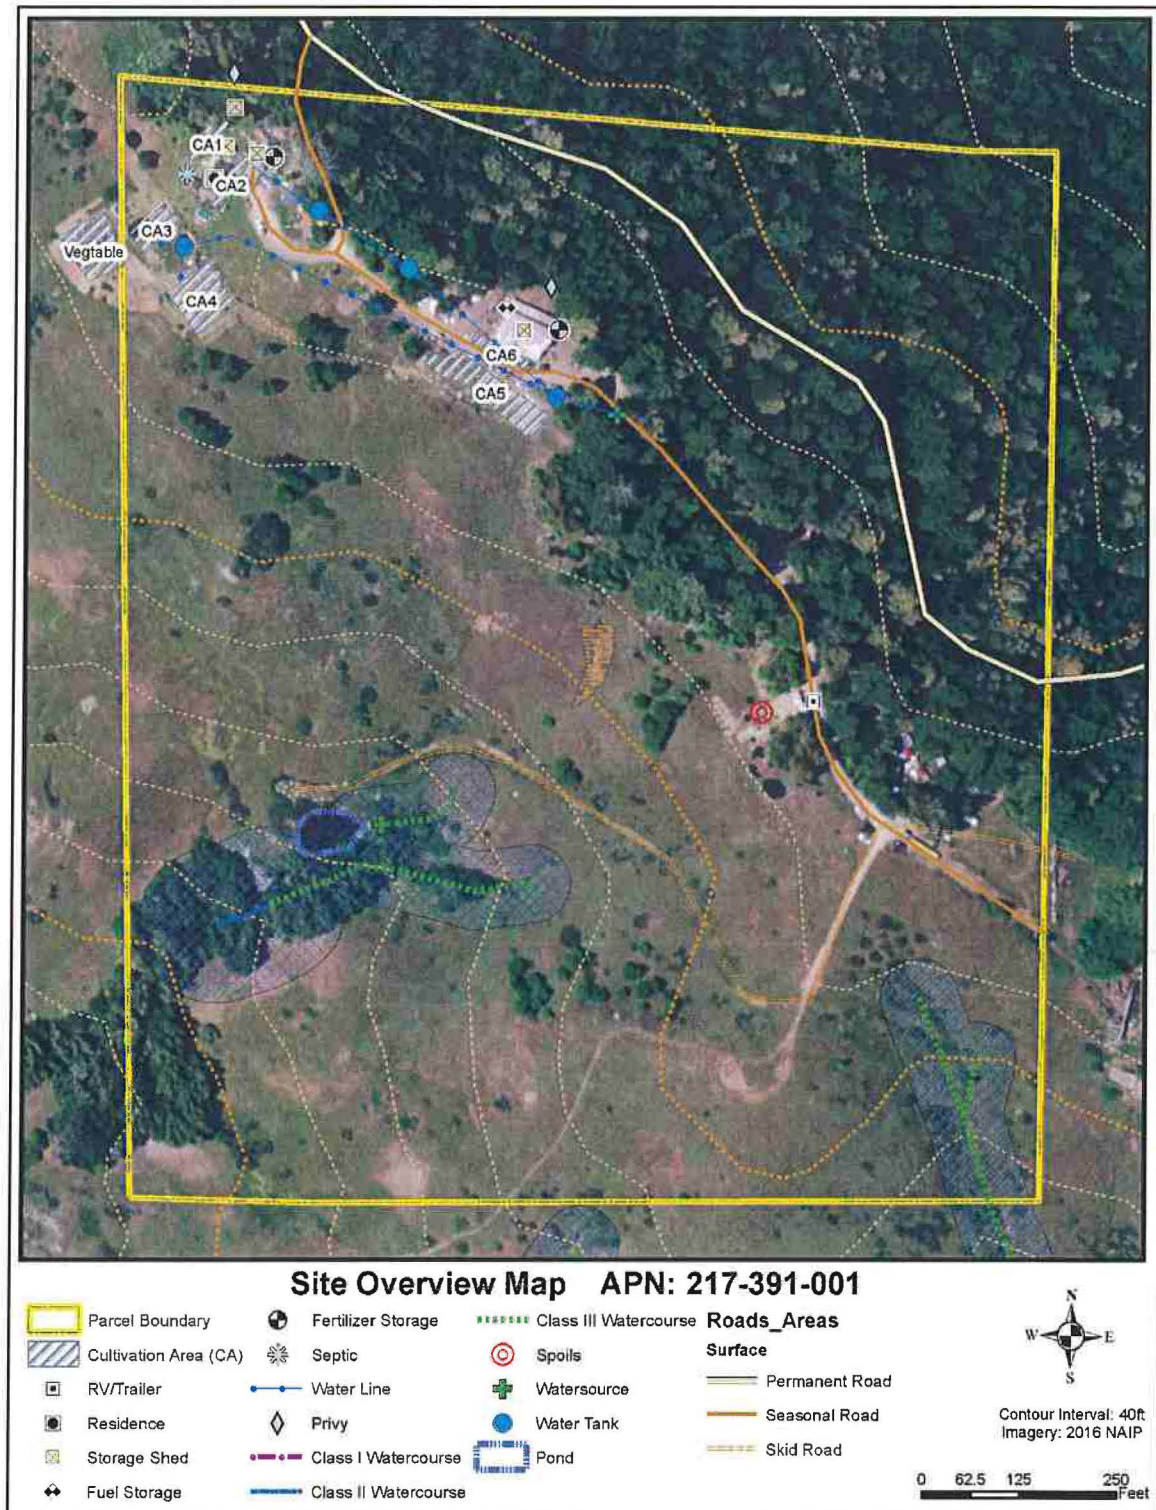 CA1
CA2
CA3
Vegtable
CA4
CA6
CA5
Site Overview Map APN: 217-391-001
Parcel Boundary
Cultivation Area (CA)
RV/Trailer
Residence
Storage Shed
Fuel Storage
Fertilizer Storage
Septic
Water Line
Privy
Class I Watercourse
Class II Watercourse
Class III Watercourse
Spoils
Watersource
Water Tank
Pond
Roads_Areas
Surface
Permanent Road
Seasonal Road
Skid Road
N
W E
S
Contour Interval: 40ft
Imagery: 2016 NAIP
0 62.5 125 250
Feet